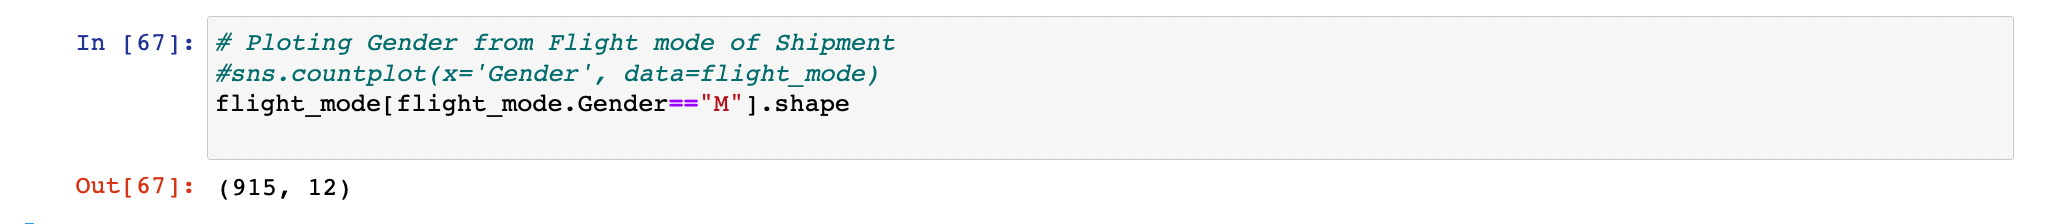 In [67]:
# Ploting Gender from Flight mode of Shipment
#sns.countplot(x='Gender', data=flight_mode)
flight_mode[flight_mode.Gender=="M"].shape
Out[67]: (915, 12)